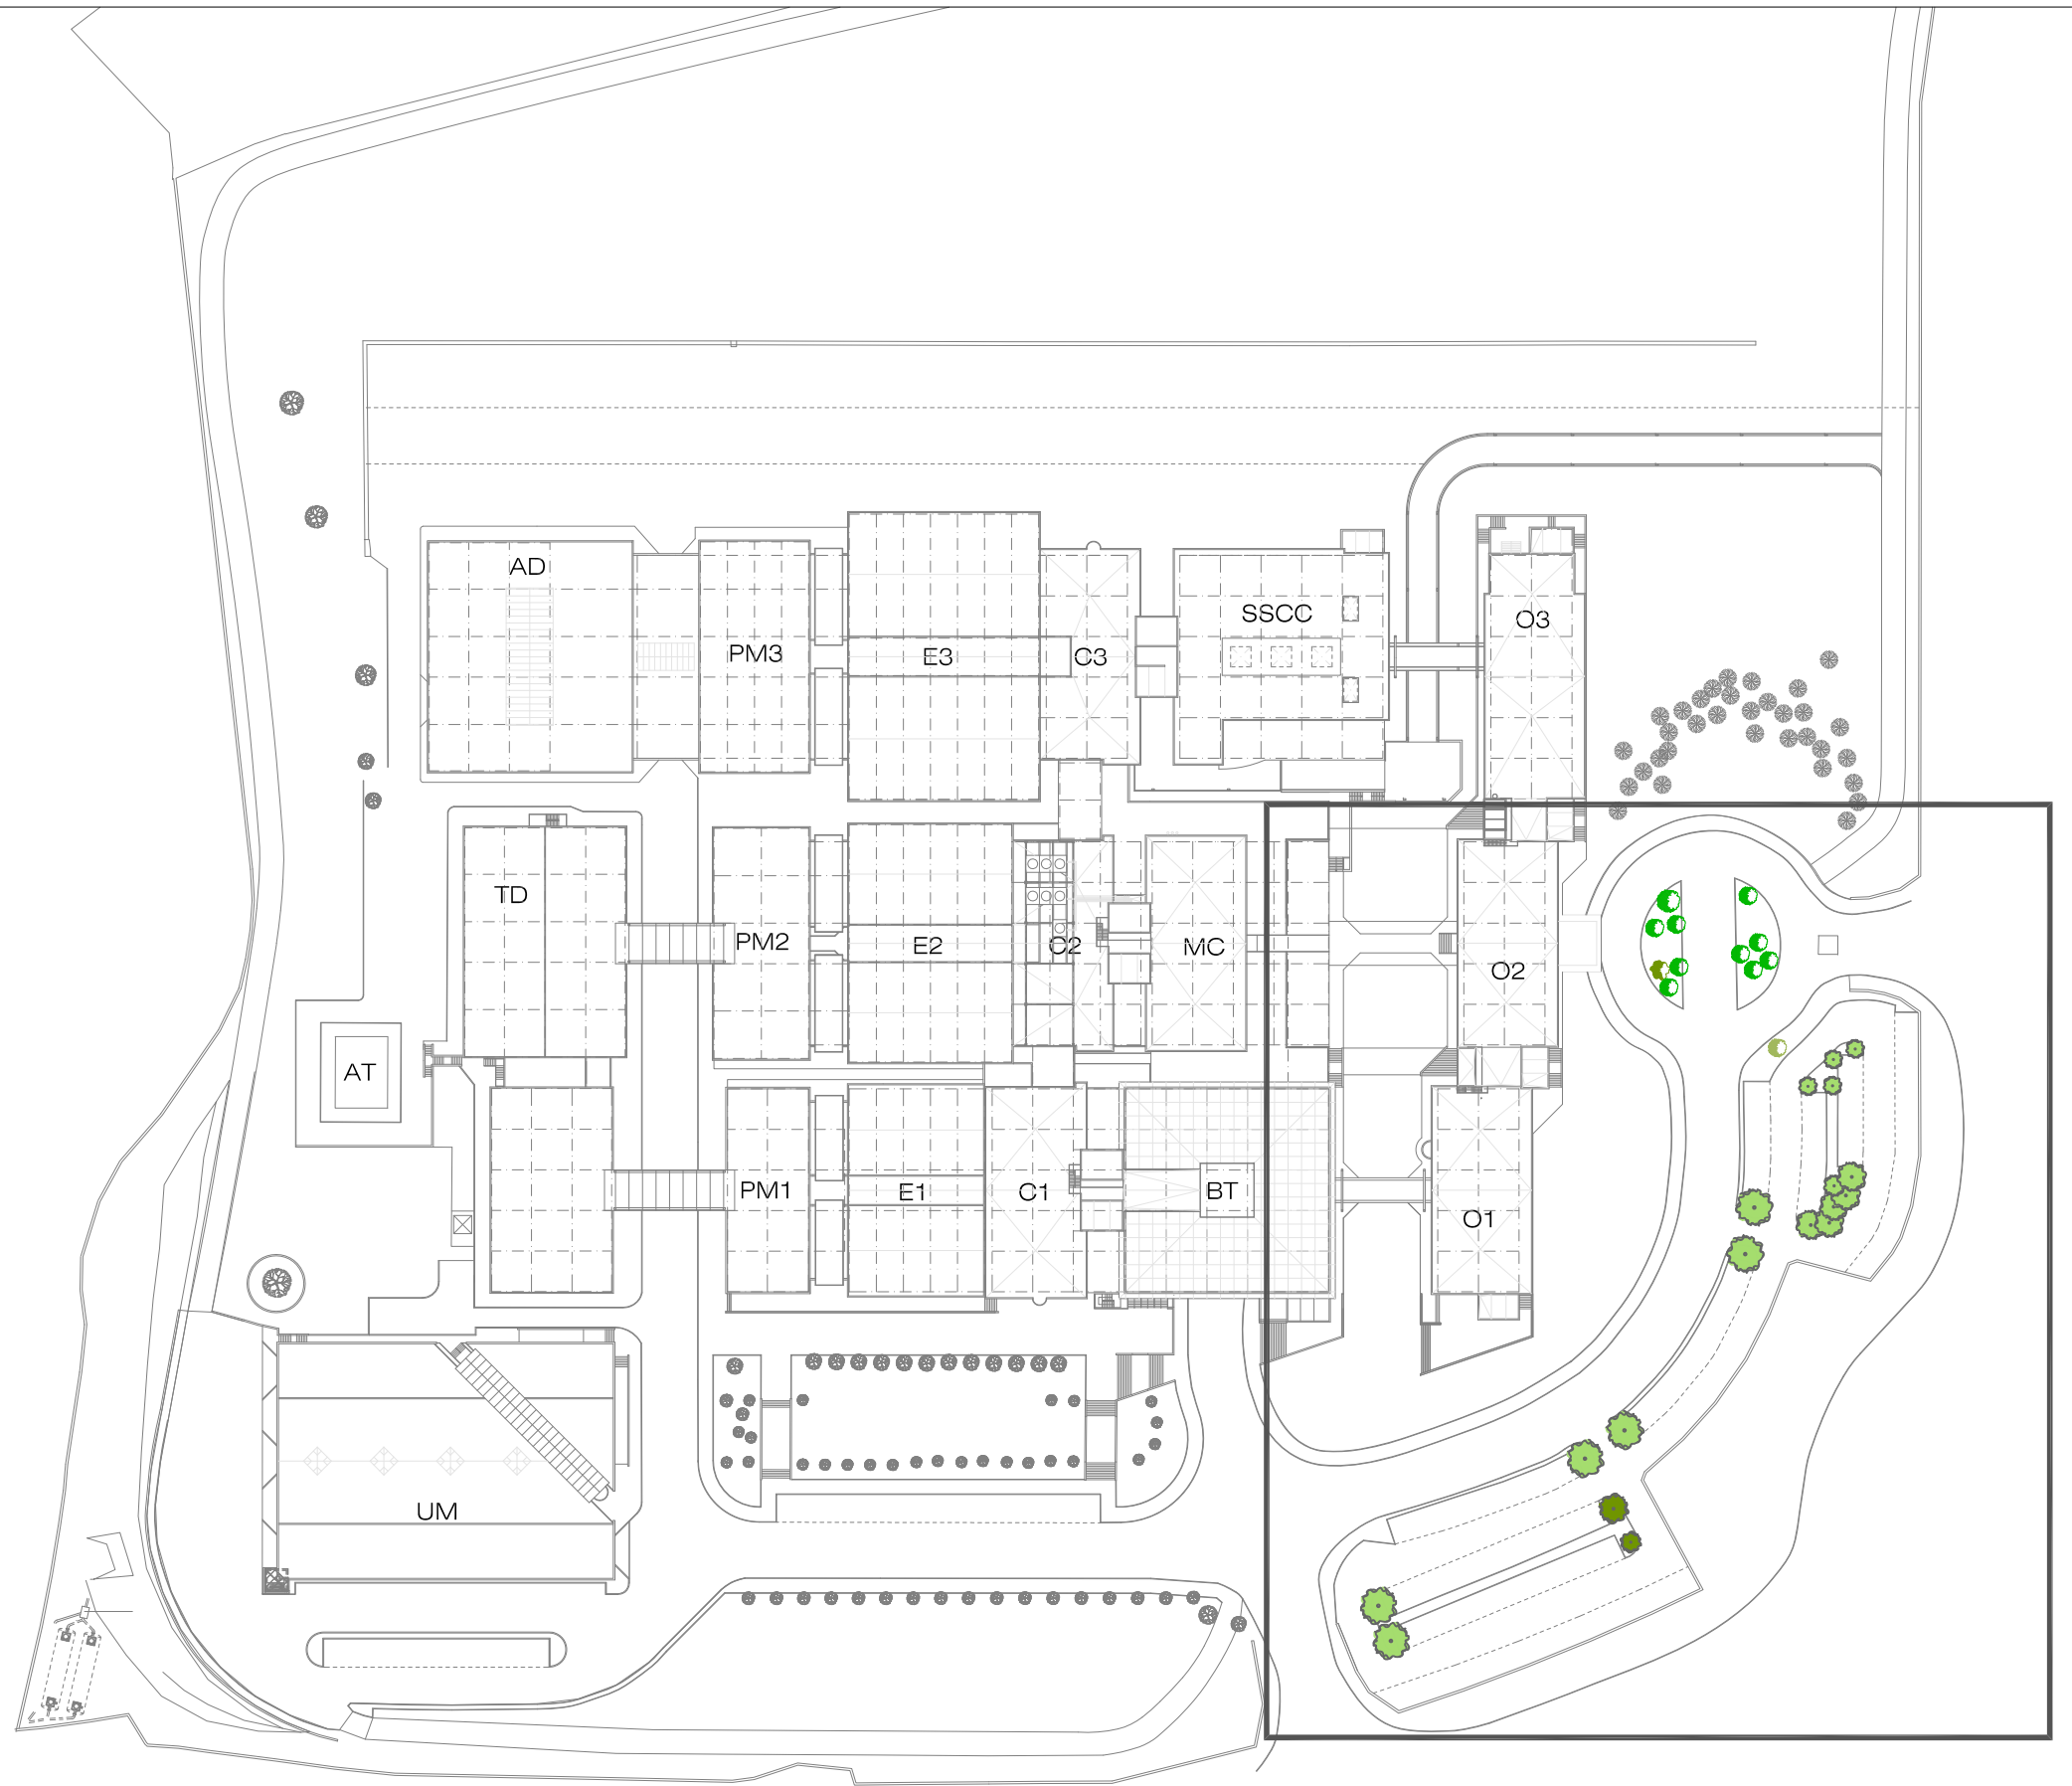 AD
SSCC
O3
PM3
E3
C3
TD
PM2
E2
C2
MC
O2
AT
PM1
E1
C1
BT
O1
UM